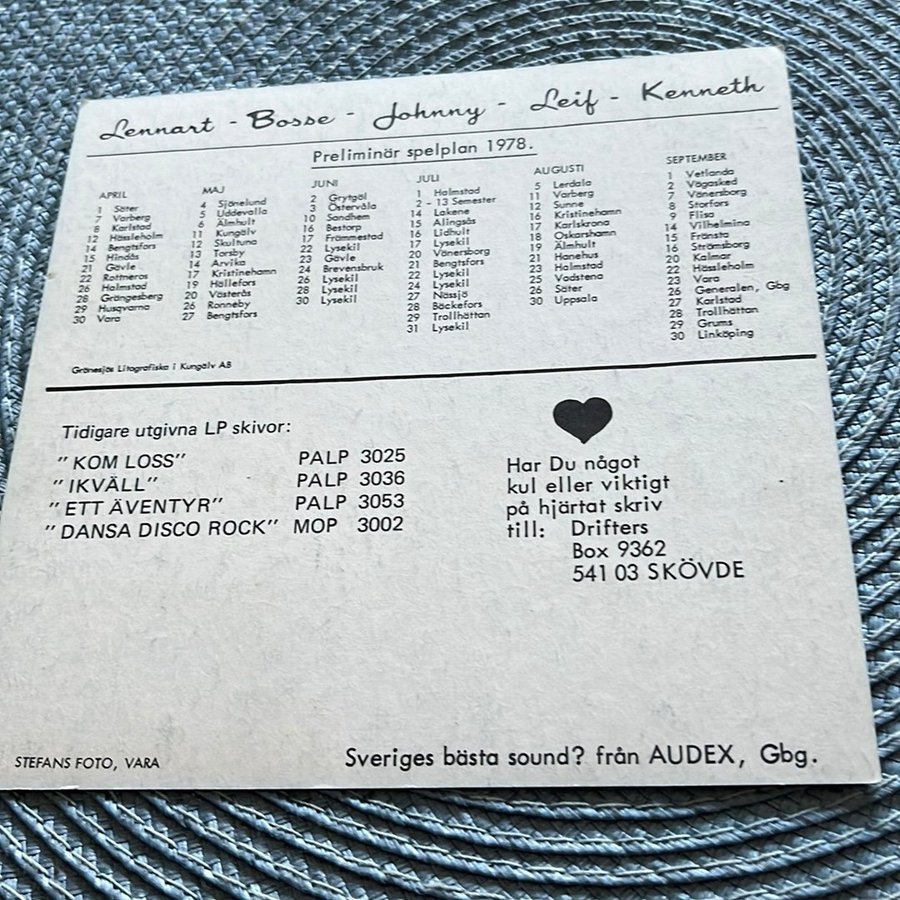 Lennart - Bosse - Johnny - Leif - Kenneth
Preliminär spelplan 1978.
APRIL
1 Säter
7 Varberg
8 Karlstad
12 Hässleholm
14 Bengtsfors
15 Hindås
21 Gävle
22 Rottneros
26 Halmstad
28 Grängesberg
29 Husqvarna
30 Vara
MAJ
4 Sjönelund
5 Uddevalla
6 Älmhult
11 Kungälv
12 Skultuna
13 Torsby
14 Arvika
17 Kristinehamn
19 Hällefors
20 Västerås
26 Ronneby
27 Bengtsfors
JUNI
2 Grytgöl
3 Östervåla
10 Sandhem
16 Bestorp
17 Främmestad
22 Lysekil
23 Gävle
24 Brevensbruk
26 Lysekil
28 Lysekil
30 Lysekil
JULI
1 Halmstad
2 - 13 Semester
14 Lakene
15 Alingsås
16 Lidhult
17 Lysekil
20 Vänersborg
21 Bengtsfors
22 Lysekil
24 Lysekil
27 Nässjö
28 Bäckefors
29 Trollhättan
31 Lysekil
AUGUSTI
5 Lerdala
11 Varberg
12 Sunne
16 Kristinehamn
17 Karlskrona
18 Oskarshamn
19 Älmhult
21 Hanehus
23 Halmstad
25 Vadstena
26 Säter
30 Uppsala
SEPTEMBER
1 Vetlanda
2 Vägasked
7 Vänersborg
8 Storfors
9 Flisa
14 Vilhelmina
15 Fränsta
16 Strömsborg
20 Kalmar
22 Hässleholm
23 Vara
26 Generalen, Gbg
27 Karlstad
28 Trollhättan
29 Grums
30 Linköping
Grönesjös Litografiska i Kungälv AB
Tidigare utgivna LP skivor:
"KOM LOSS" PALP 3025
"IKVÄLL" PALP 3036
"ETT ÄVENTYR" PALP 3053
"DANSA DISCO ROCK" MOP 3002
Har Du något
kul eller viktigt
på hjärtat skriv
till: Drifters
Box 9362
541 03 SKÖVDE
STEFANS FOTO, VARA
Sveriges bästa sound? från AUDEX, Gbg.